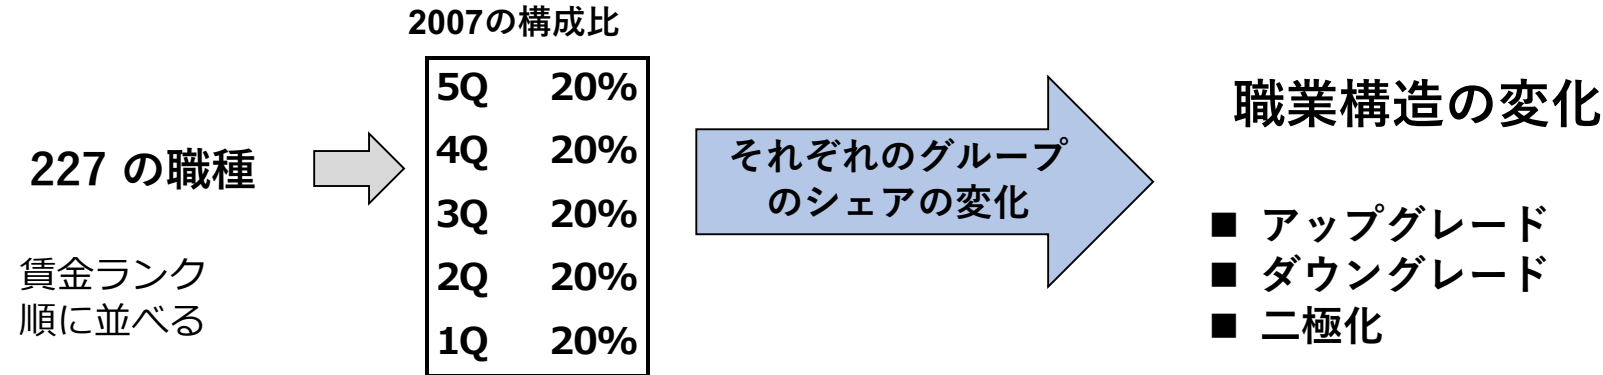 2007の構成比
227 の職種
賃金ランク
順に並べる
5Q 20%
4Q 20%
3Q 20%
2Q 20%
1Q 20%
それぞれのグループ
のシェアの変化
職業構造の変化
■ アップグレード
■ ダウングレード
■ 二極化